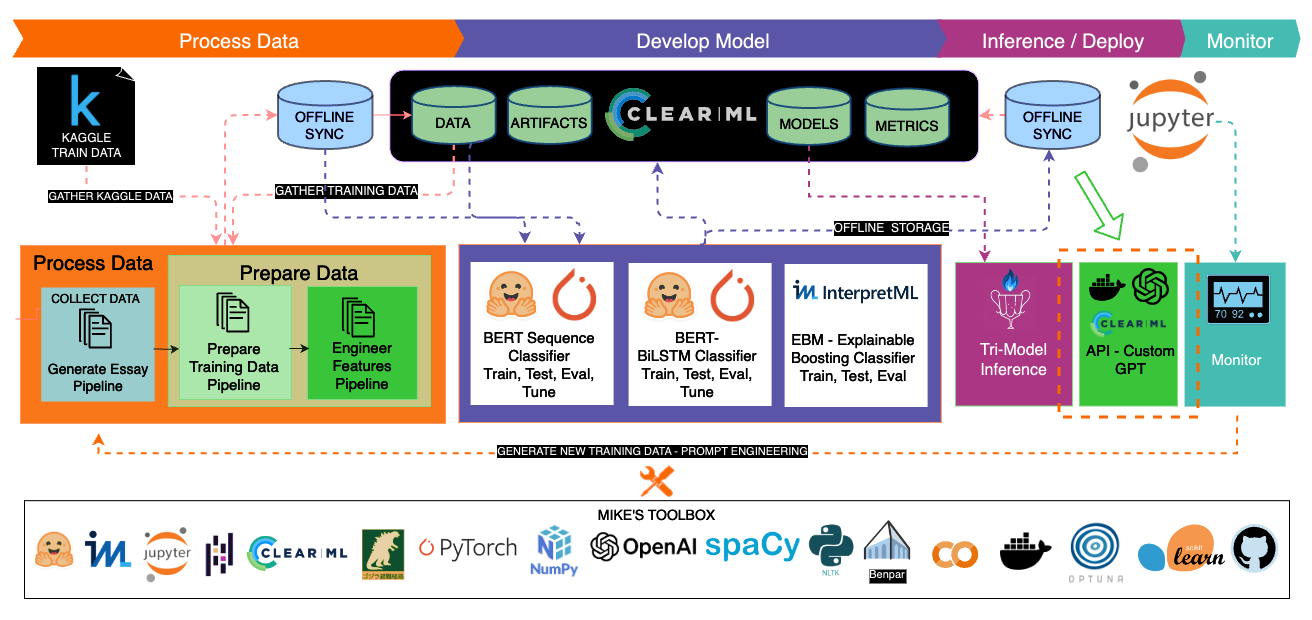 Process Data
Develop Model
Inference / Deploy
Monitor
k
KAGGLE
TRAIN DATA
OFFLINE
SYNC
DATA
ARTIFACTS
CLEAR|ML
MODELS
METRICS
OFFLINE
SYNC
jupyter
GATHER KAGGLE DATA
GATHER TRAINING DATA
OFFLINE STORAGE
Process Data
COLLECT DATA
Generate Essay
Pipeline
Prepare Data
Prepare
Training Data
Pipeline
Engineer
Features
Pipeline
BERT Sequence
Classifier
Train, Test, Eval,
Tune
BERT-
BiLSTM Classifier
Train, Test, Eval,
Tune
InterpretML
EBM - Explainable
Boosting Classifier
Train, Test, Eval
Tri-Model
Inference
CLEAR|ML
API - Custom
GPT
70 92
Monitor
GENERATE NEW TRAINING DATA - PROMPT ENGINEERING
MIKE'S TOOLBOX
jupyter
CLEAR|ML
PyTorch
NumPy
OpenAI
spaCy
NLTK
Benpar
OPTUNA
scikit
learn